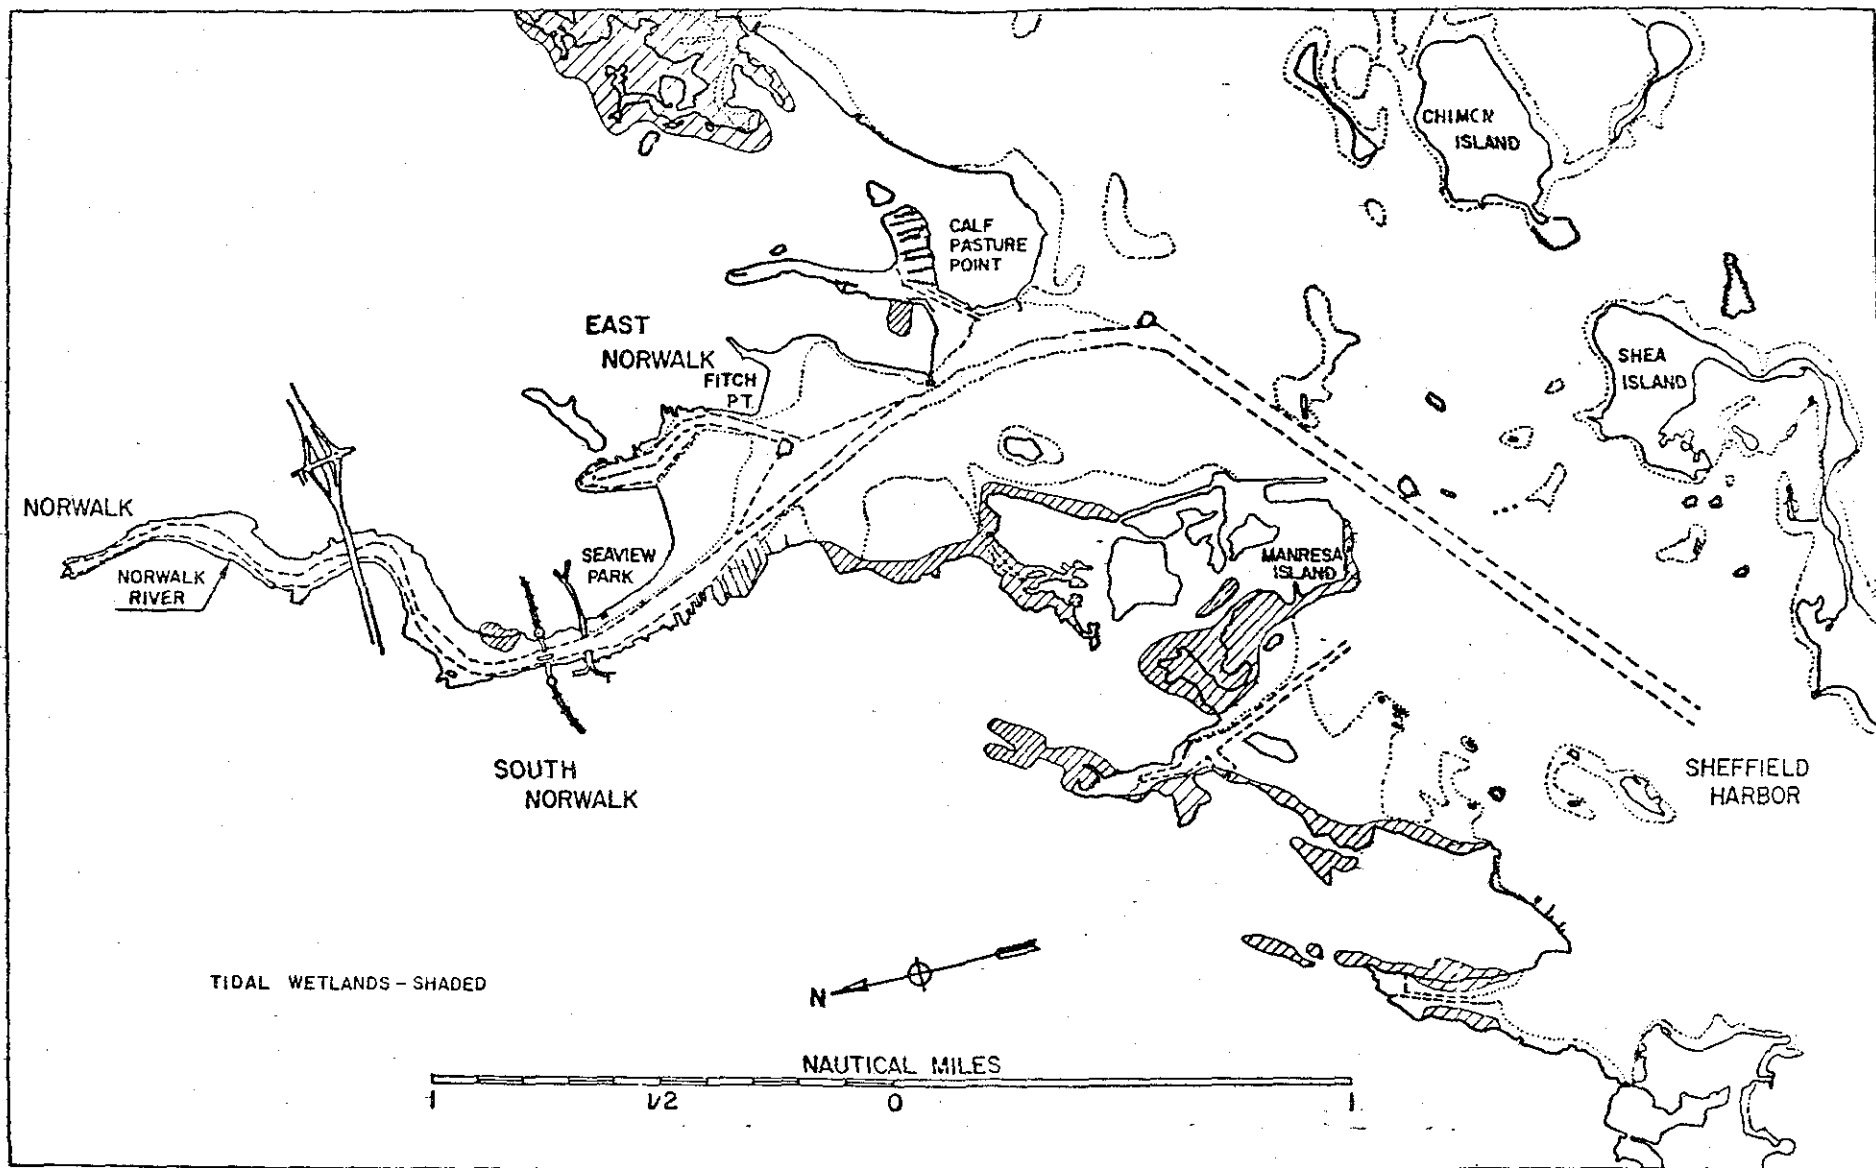 CHIMON
ISLAND
CALF
PASTURE
POINT
EAST
NORWALK
FITCH
PT.
SHEA
ISLAND
NORWALK
NORWALK
RIVER
SEAVIEW
PARK
MANRESA
ISLAND
SOUTH
NORWALK
SHEFFIELD
HARBOR
TIDAL WETLANDS - SHADED
N
NAUTICAL MILES
1 1/2 0 1